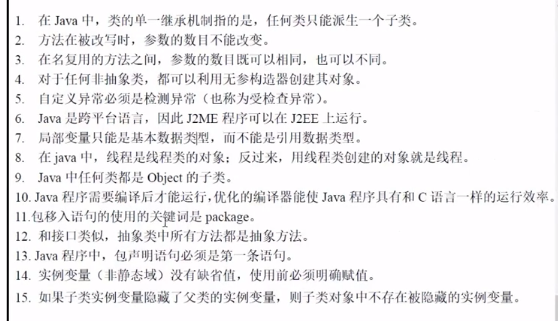 1. 在 Java 中，类的单一继承机制指的是，任何类只能派生一个子类。
2. 方法在被改写时，参数的数目不能改变。
3. 在名复用的方法之间，参数的数目既可以相同，也可以不同。
4. 对于任何非抽象类，都可以利用无参构造器创建其对象。
5. 自定义异常必须是检测异常（也称为受检查异常）。
6. Java 是跨平台语言，因此 J2ME 程序可以在 J2EE 上运行。
7. 局部变量只能是基本数据类型，而不能是引用数据类型。
8. 在 java 中，线程是线程类的对象；反过来，用线程类创建的对象就是线程。
9. Java 中任何类都是 Object 的子类。
10. Java 程序需要编译后才能运行，优化的编译器能使 Java 程序具有和 C 语言一样的运行效率。
11.包移入语句的使用的关键词是 package。
12. 和接口类似，抽象类中所有方法都是抽象方法。
13. Java 程序中，包声明语句必须是第一条语句。
14. 实例变量（非静态域）没有缺省值，使用前必须明确赋值。
15. 如果子类实例变量隐藏了父类的实例变量，则子类对象中不存在被隐藏的实例变量。